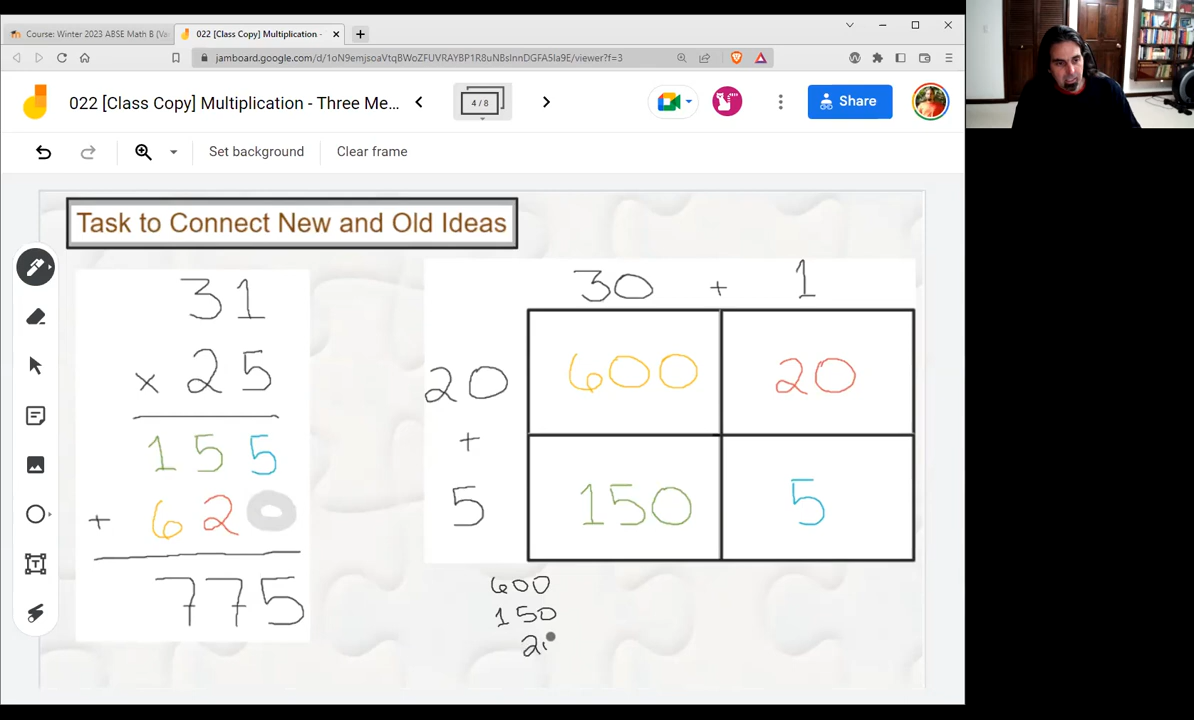 Course: Winter 2023 ABSE Math B (Va
022 [Class Copy] Multiplication -
jamboard.google.com/d/1oN9emjsoaVtqBWoZFUVRAYBP1R8uNBsInnDGFA5Ia9E/viewer?f=3
022 [Class Copy] Multiplication - Three Me...
4 / 8
Share
Set background
Clear frame
Task to Connect New and Old Ideas
31
x 25
155
+ 620
775
30 + 1
20 600 20
+
5 150 5
600
150